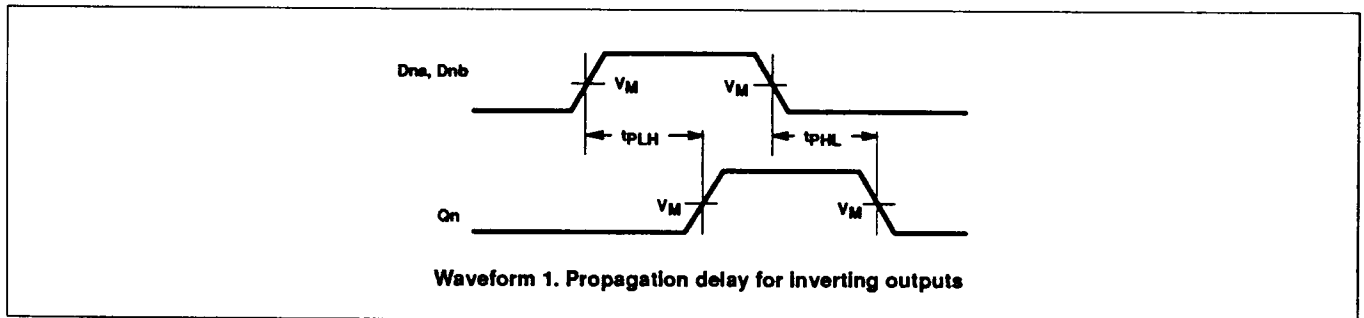 Dna, Dnb
VM
VM
tPLH
tPHL
Qn
VM
VM
Waveform 1. Propagation delay for inverting outputs